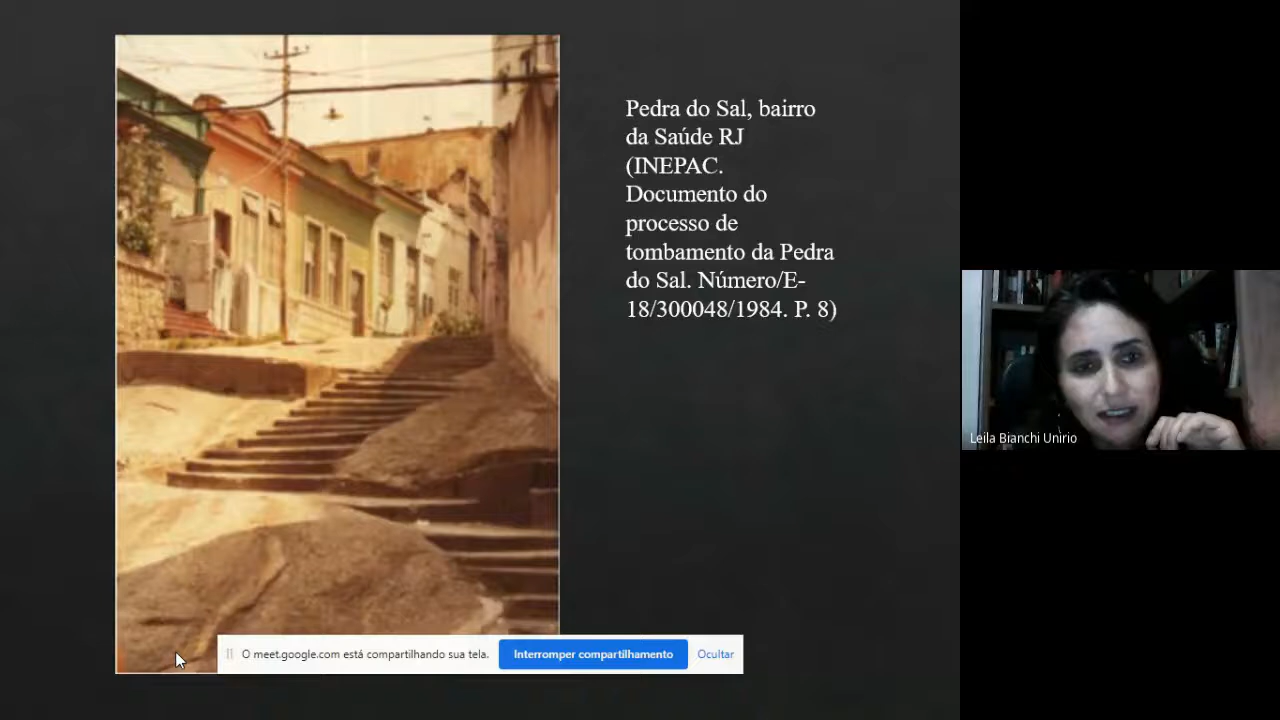 Pedra do Sal, bairro
da Saúde RJ
(INEPAC.
Documento do
processo de
tombamento da Pedra
do Sal. Número/E-
18/300048/1984. P. 8)
Leila Bianchi Unirio
O meet.google.com está compartilhando sua tela.
Interromper compartilhamento
Ocultar